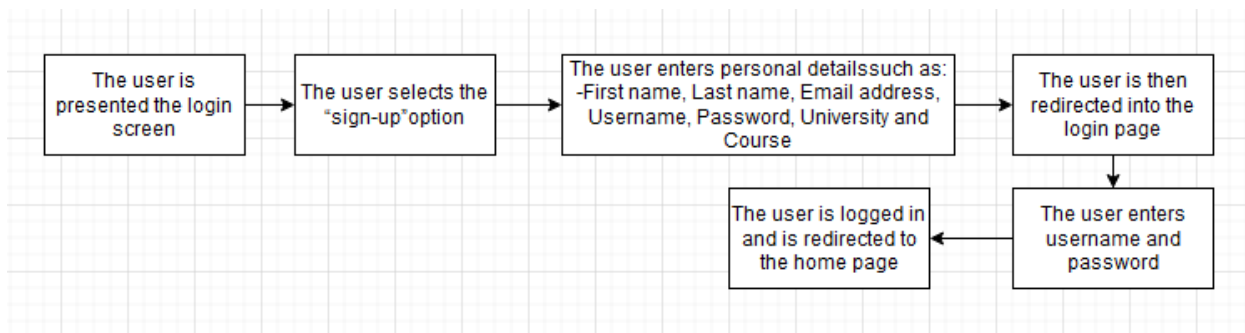 The user is
presented the login
screen
The user selects the
“sign-up”option
The user enters personal detailssuch as:
-First name, Last name, Email address,
Username, Password, University and
Course
The user is then
redirected into the
login page
The user enters
username and
password
The user is logged in
and is redirected to
the home page